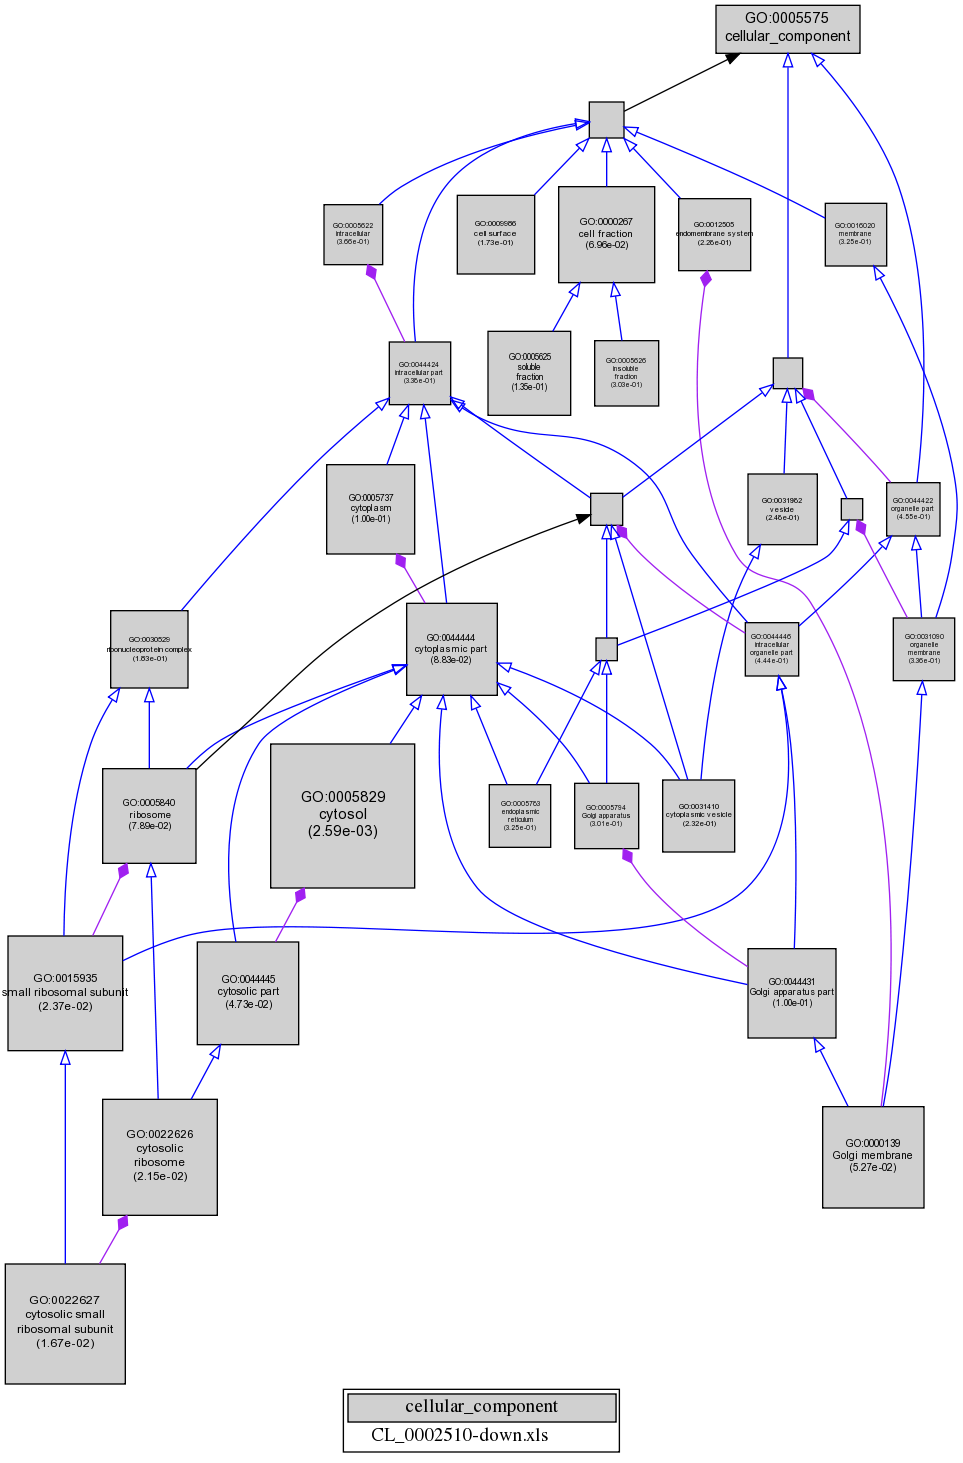 GO:0005575
cellular_component
GO:0005622
intracellular
(3.66e-01)
GO:0009986
cell surface
(1.73e-01)
GO:0000267
cell fraction
(6.96e-02)
GO:0012505
endomembrane system
(2.26e-01)
GO:0016020
membrane
(3.25e-01)
GO:0044424
intracellular part
(3.36e-01)
GO:0005625
soluble
fraction
(1.35e-01)
GO:0005626
insoluble
fraction
(3.03e-01)
GO:0005737
cytoplasm
(1.00e-01)
GO:0031982
vesicle
(2.46e-01)
GO:0044422
organelle part
(4.55e-01)
GO:0030529
ribonucleoprotein complex
(1.63e-01)
GO:0044444
cytoplasmic part
(8.83e-02)
GO:0044446
intracellular
organelle part
(4.44e-01)
GO:0031090
organelle
membrane
(3.36e-01)
GO:0005840
ribosome
(7.89e-02)
GO:0005829
cytosol
(2.59e-03)
GO:0005783
endoplasmic
reticulum
(3.25e-01)
GO:0005794
Golgi apparatus
(3.01e-01)
GO:0031410
cytoplasmic vesicle
(2.32e-01)
GO:0015935
small ribosomal subunit
(2.37e-02)
GO:0044445
cytosolic part
(4.73e-02)
GO:0044431
Golgi apparatus part
(1.00e-01)
GO:0022626
cytosolic
ribosome
(2.15e-02)
GO:0000139
Golgi membrane
(5.27e-02)
GO:0022627
cytosolic small
ribosomal subunit
(1.67e-02)
cellular_component
CL_0002510-down.xls